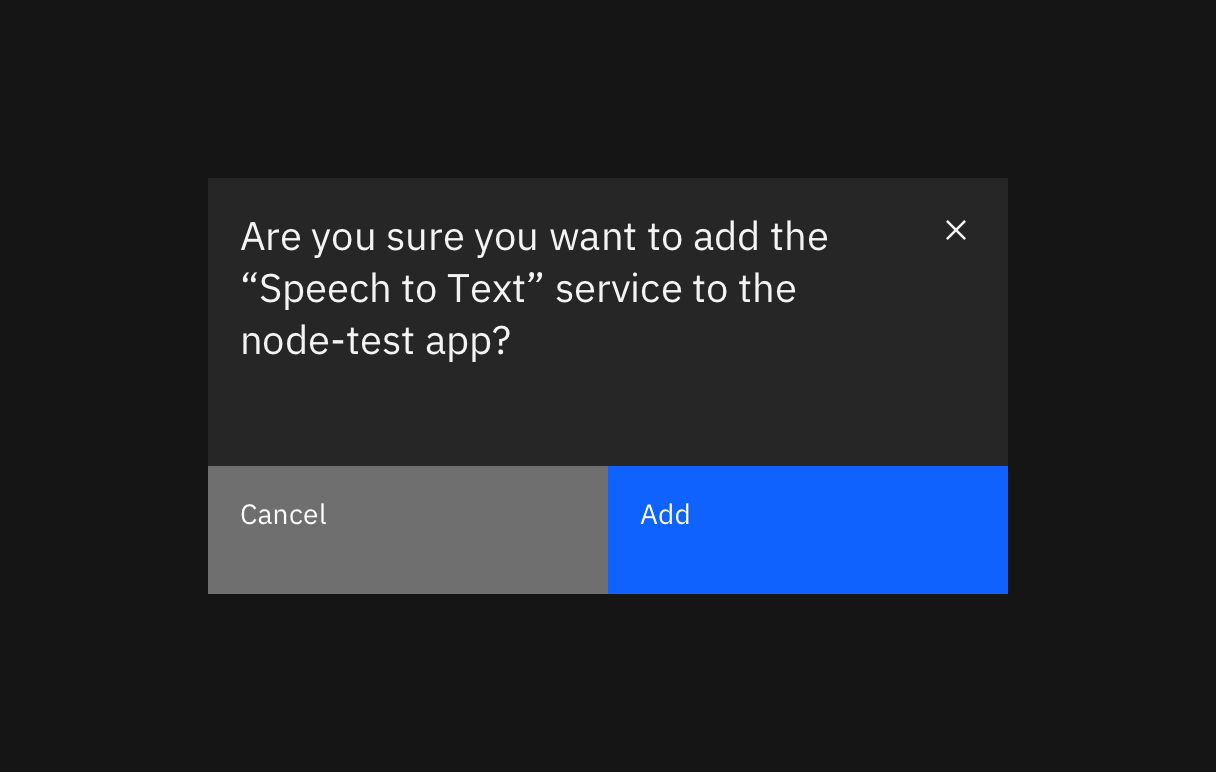 Are you sure you want to add the
“Speech to Text” service to the
node-test app?
Cancel
Add